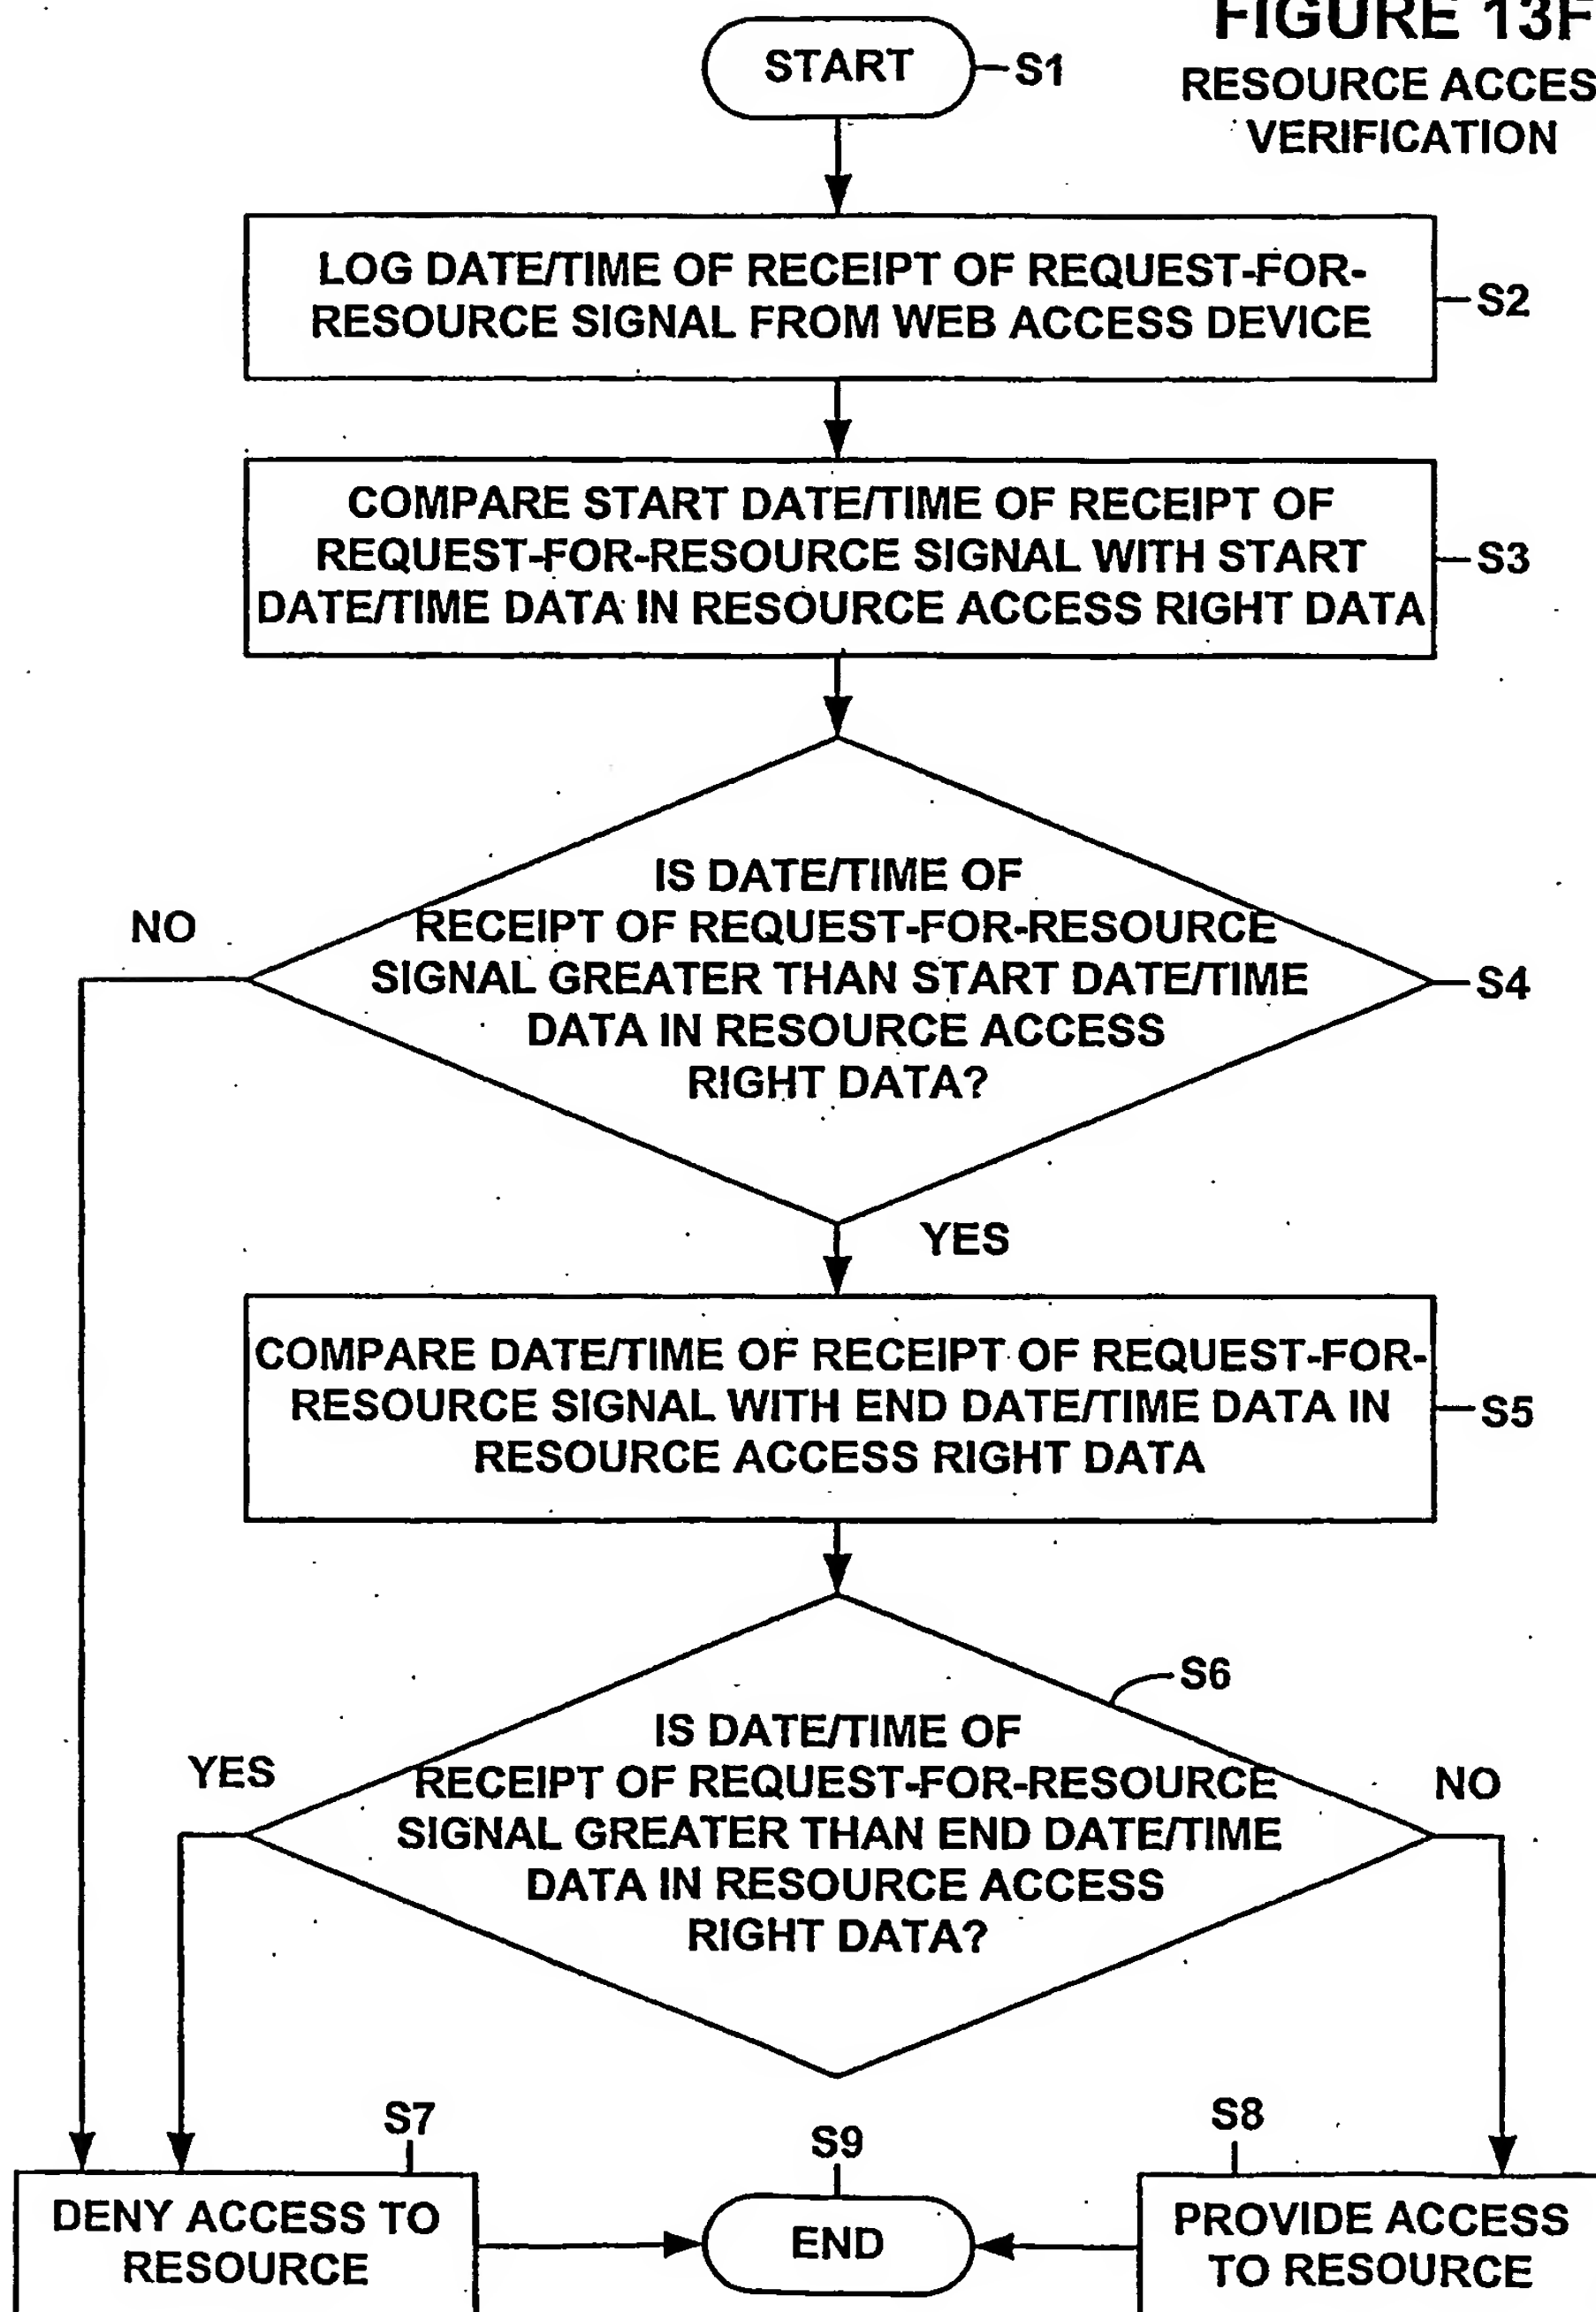 FIGURE 13F
RESOURCE ACCES
VERIFICATION
START
S1
LOG DATE/TIME OF RECEIPT OF REQUEST-FOR-
RESOURCE SIGNAL FROM WEB ACCESS DEVICE
S2
COMPARE START DATE/TIME OF RECEIPT OF
REQUEST-FOR-RESOURCE SIGNAL WITH START
DATE/TIME DATA IN RESOURCE ACCESS RIGHT DATA
S3
IS DATE/TIME OF
RECEIPT OF REQUEST-FOR-RESOURCE
SIGNAL GREATER THAN START DATE/TIME
DATA IN RESOURCE ACCESS
RIGHT DATA?
NO
S4
YES
COMPARE DATE/TIME OF RECEIPT OF REQUEST-FOR-
RESOURCE SIGNAL WITH END DATE/TIME DATA IN
RESOURCE ACCESS RIGHT DATA
S5
S6
IS DATE/TIME OF
RECEIPT OF REQUEST-FOR-RESOURCE
SIGNAL GREATER THAN END DATE/TIME
DATA IN RESOURCE ACCESS
RIGHT DATA?
YES
NO
S7
DENY ACCESS TO
RESOURCE
S9
END
S8
PROVIDE ACCESS
TO RESOURCE